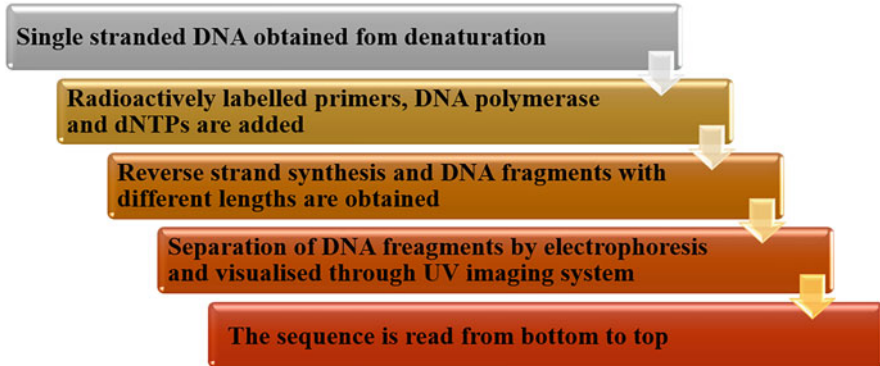 Single stranded DNA obtained fom denaturation
Radioactively labelled primers, DNA polymerase
and dNTPs are added
Reverse strand synthesis and DNA fragments with
different lengths are obtained
Separation of DNA freagments by electrophoresis
and visualised through UV imaging system
The sequence is read from bottom to top